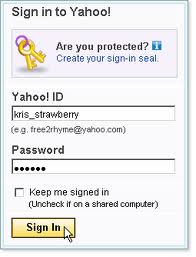 Sign in to Yahoo!
Are you protected?
Create your sign-in seal.
Yahoo! ID
kris_strawberry
(e.g. free2rhyme@yahoo.com)
Password
••••••
Keep me signed in
(Uncheck if on a shared computer)
Sign In